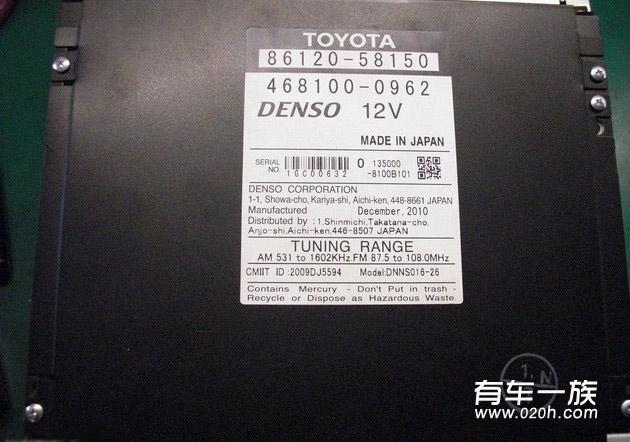 TOYOTA
86120-58150
468100-0962
DENSO 12V
MADE IN JAPAN
SERIAL NO. 1GC00632 0 135000 -8100B101
DENSO CORPORATION
1-1, Showa-cho, Kariya-shi, Aichi-ken, 448-8661 JAPAN
Manufactured December, 2010
Distributed by : 1,Shinmichi,Takatana-cho,
Anjo-shi,Aichi-ken,446-8507 JAPAN
TUNING RANGE
AM 531 to 1602KHz.FM 87.5 to 108.0MHz
CMIIT ID :2009DJ5594 Model:DNNS016-26
Contains Mercury - Don't Put in trash -
Recycle or Dispose as Hazardous Waste.
1. N
有车一族
www.020h.com